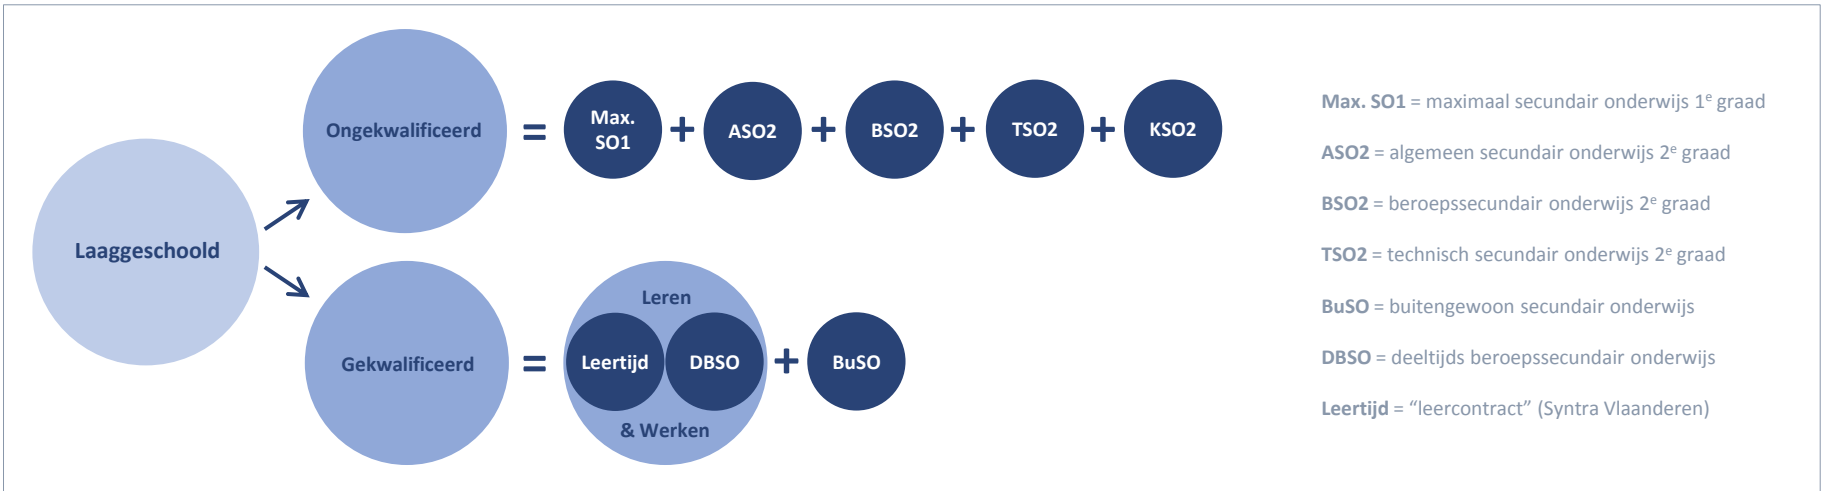 Laaggeschoold
Ongekwalificeerd
=
Max.
SO1
+
ASO2
+
BSO2
+
TSO2
+
KSO2
Gekwalificeerd
=
Leren
Leertijd
DBSO
& Werken
+
BuSO
Max. SO1 = maximaal secundair onderwijs 1e graad
ASO2 = algemeen secundair onderwijs 2e graad
BSO2 = beroepssecundair onderwijs 2e graad
TSO2 = technisch secundair onderwijs 2e graad
BuSO = buitengewoon secundair onderwijs
DBSO = deeltijds beroepssecundair onderwijs
Leertijd = “leercontract” (Syntra Vlaanderen)